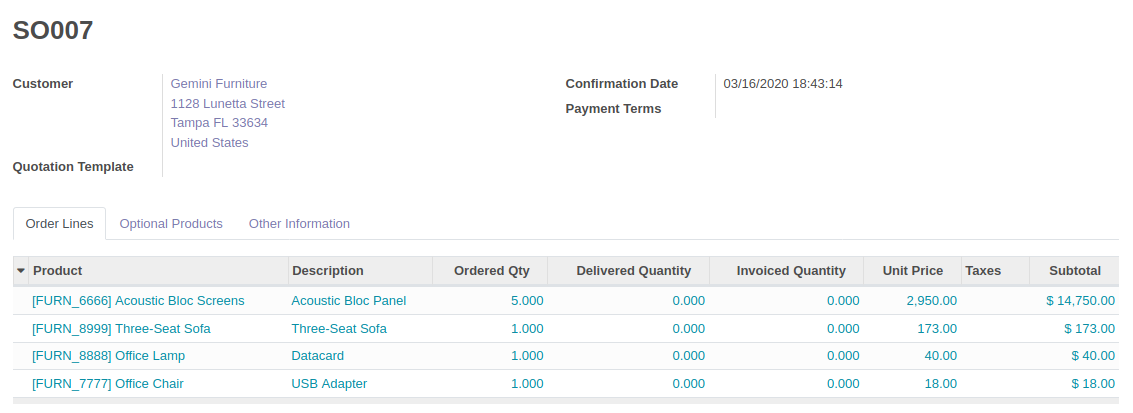 SO007
Customer
Gemini Furniture
1128 Lunetta Street
Tampa FL 33634
United States
Quotation Template
Confirmation Date 03/16/2020 18:43:14
Payment Terms
Order Lines Optional Products Other Information
Product Description Ordered Qty Delivered Quantity Invoiced Quantity Unit Price Taxes Subtotal
[FURN_6666] Acoustic Bloc Screens Acoustic Bloc Panel 5.000 0.000 0.000 2,950.00 $ 14,750.00
[FURN_8999] Three-Seat Sofa Three-Seat Sofa 1.000 0.000 0.000 173.00 $ 173.00
[FURN_8888] Office Lamp Datacard 1.000 0.000 0.000 40.00 $ 40.00
[FURN_7777] Office Chair USB Adapter 1.000 0.000 0.000 18.00 $ 18.00